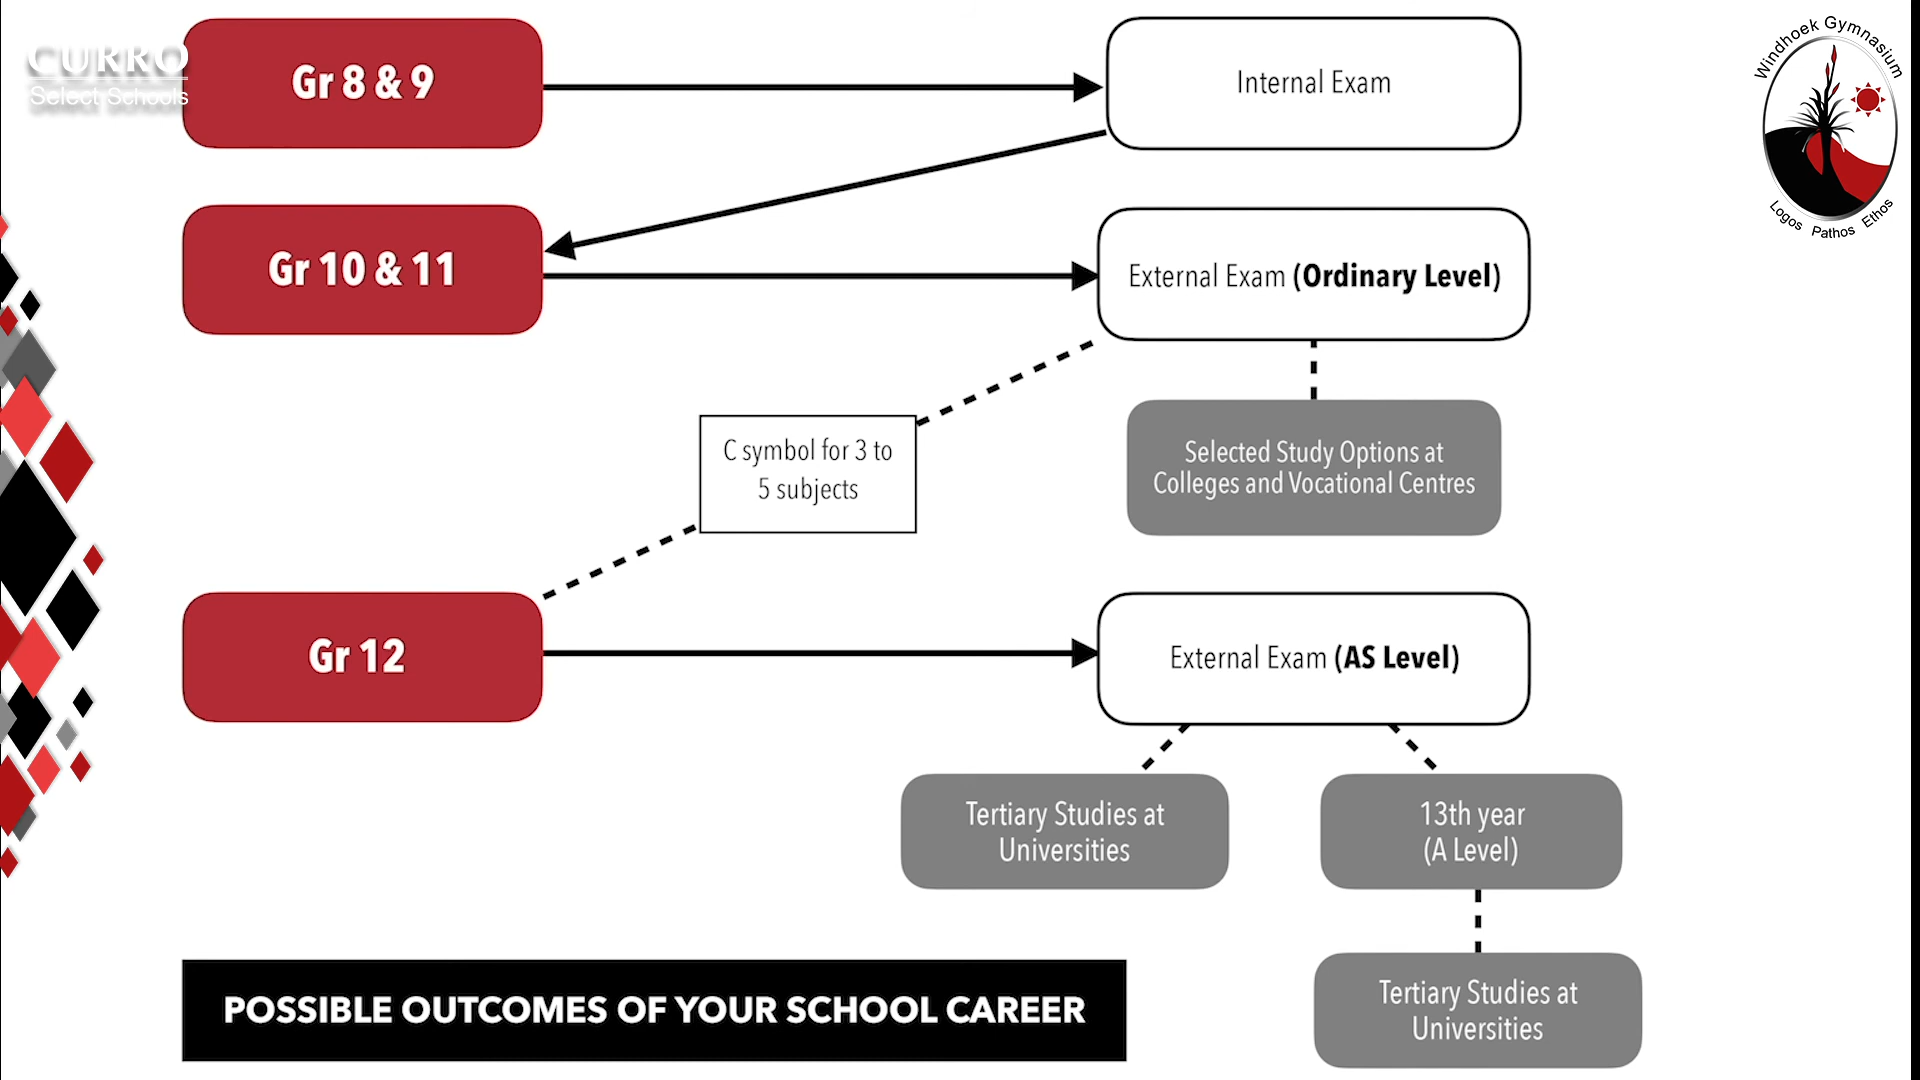 CURRO
Select Schools
Gr 8 & 9
Internal Exam
Windhoek Gymnasium
Logos Pathos Ethos
Gr 10 & 11
External Exam (Ordinary Level)
C symbol for 3 to
5 subjects
Selected Study Options at
Colleges and Vocational Centres
Gr 12
External Exam (AS Level)
Tertiary Studies at
Universities
13th year
(A Level)
POSSIBLE OUTCOMES OF YOUR SCHOOL CAREER
Tertiary Studies at
Universities